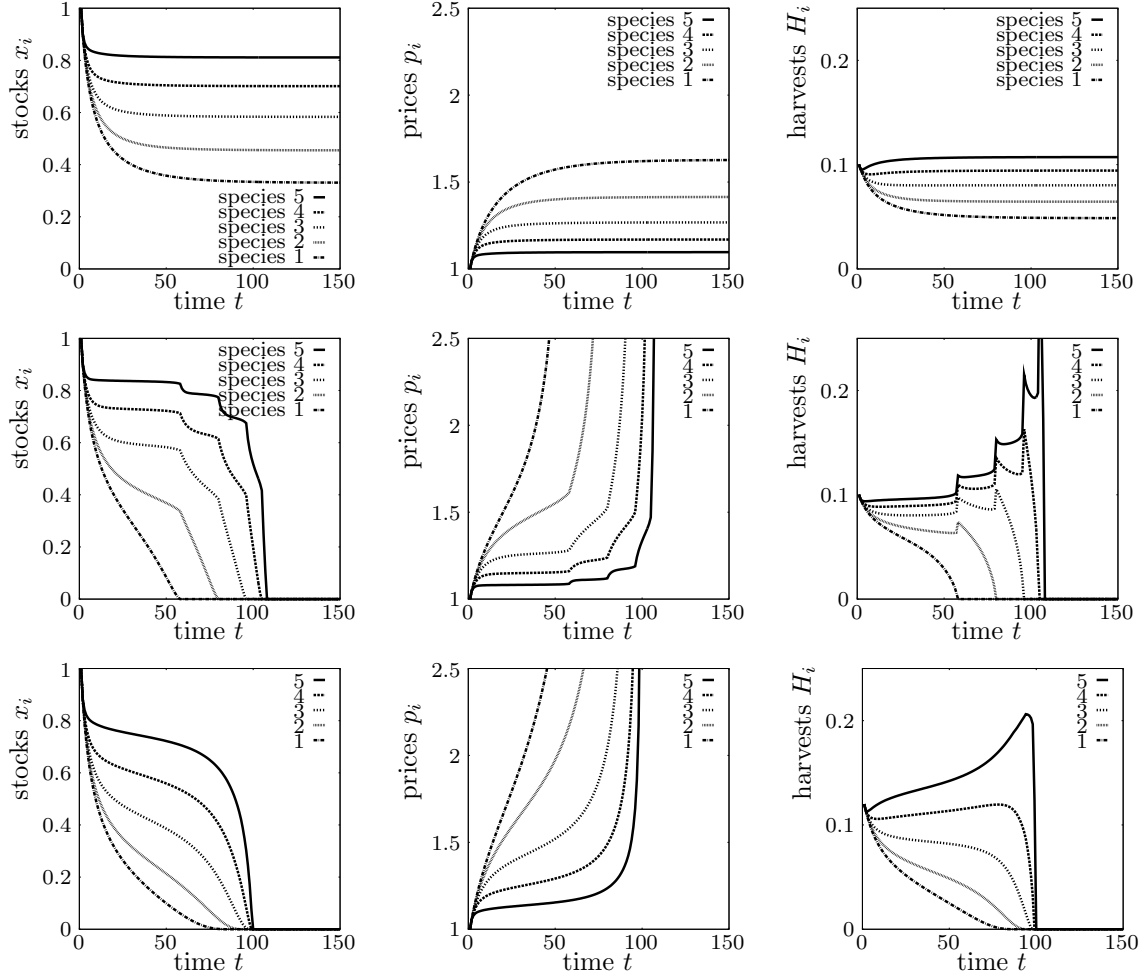 stocks x_i
1
0.8
0.6
0.4
0.2
0
species 5
species 4
species 3
species 2
species 1
0
50
100
150
time t
prices p_i
2.5
2
1.5
1
species 5
species 4
species 3
species 2
species 1
0
50
100
150
time t
harvests H_i
0.2
0.1
0
species 5
species 4
species 3
species 2
species 1
0
50
100
150
time t
stocks x_i
1
0.8
0.6
0.4
0.2
0
species 5
species 4
species 3
species 2
species 1
0
50
100
150
time t
prices p_i
2.5
2
1.5
1
5
4
3
2
1
0
50
100
150
time t
harvests H_i
0.2
0.1
0
5
4
3
2
1
0
50
100
150
time t
stocks x_i
1
0.8
0.6
0.4
0.2
0
5
4
3
2
1
0
50
100
150
time t
prices p_i
2.5
2
1.5
1
5
4
3
2
1
0
50
100
150
time t
harvests H_i
0.2
0.1
0
5
4
3
2
1
0
50
100
150
time t